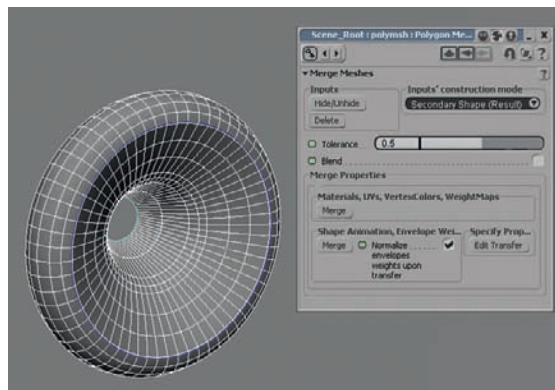 Scene_Root : polymsh : Polygon Me...
Merge Meshes
Inputs
Hide/Unhide
Delete
Inputs' construction mode
Secondary Shape (Result)
Tolerance 0.5
Blend
Merge Properties
Materials, UVs, VertexColors, WeightMaps
Merge
Shape Animation, Envelope Wei...
Merge
Normalize
envelopes
weights upon
transfer
Specify Prop...
Edit Transfer